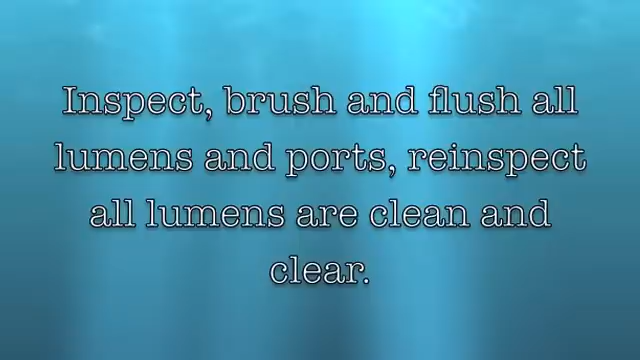 Inspect, brush and flush all
lumens and ports, reinspect
all lumens are clean and
clear.